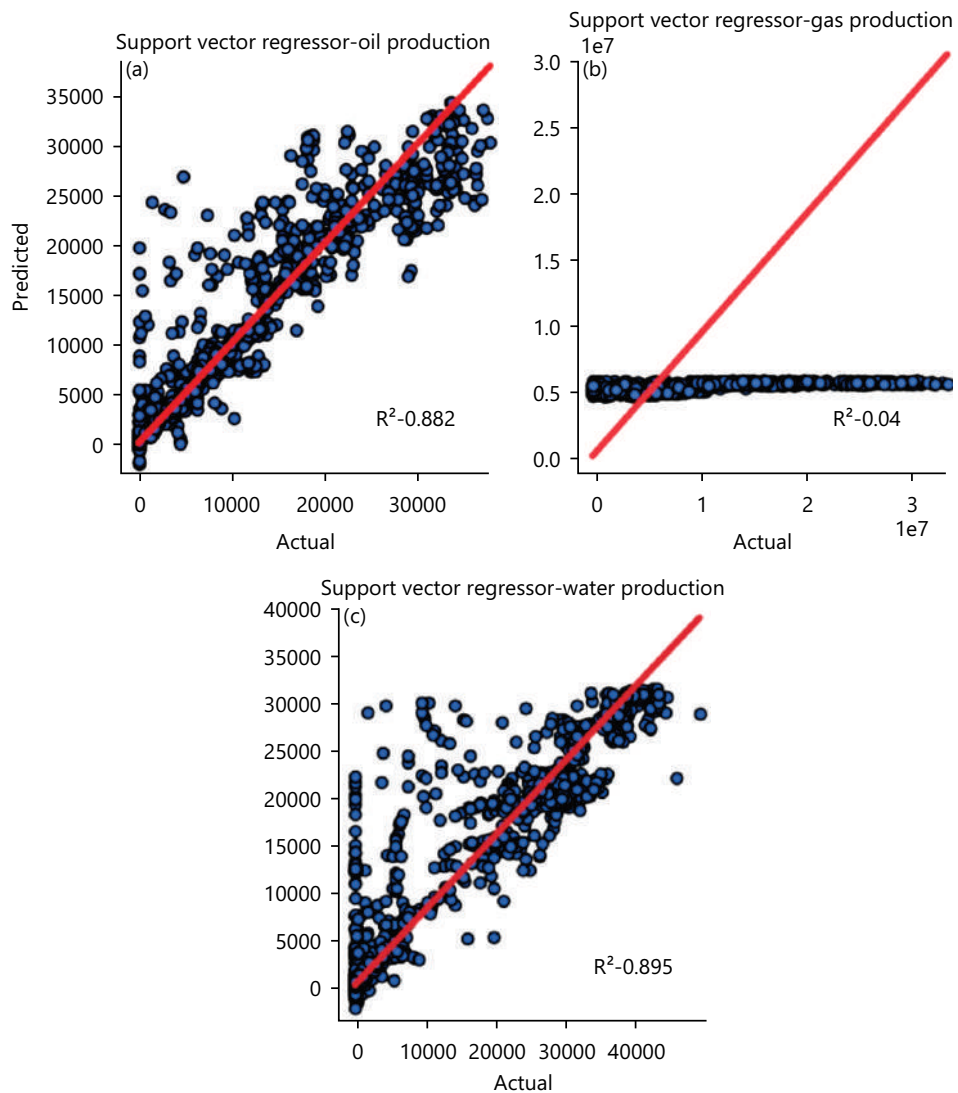 Support vector regressor-oil production
(a)
35000
30000
25000
20000
15000
10000
5000
0
Predicted
R²-0.882
0 10000 20000 30000
Actual
Support vector regressor-gas production
1e7
(b)
3.0
2.5
2.0
1.5
1.0
0.5
0.0
R²-0.04
0 1 2 3
1e7
Actual
Support vector regressor-water production
(c)
40000
35000
30000
25000
20000
15000
10000
5000
0
R²-0.895
0 10000 20000 30000 40000
Actual